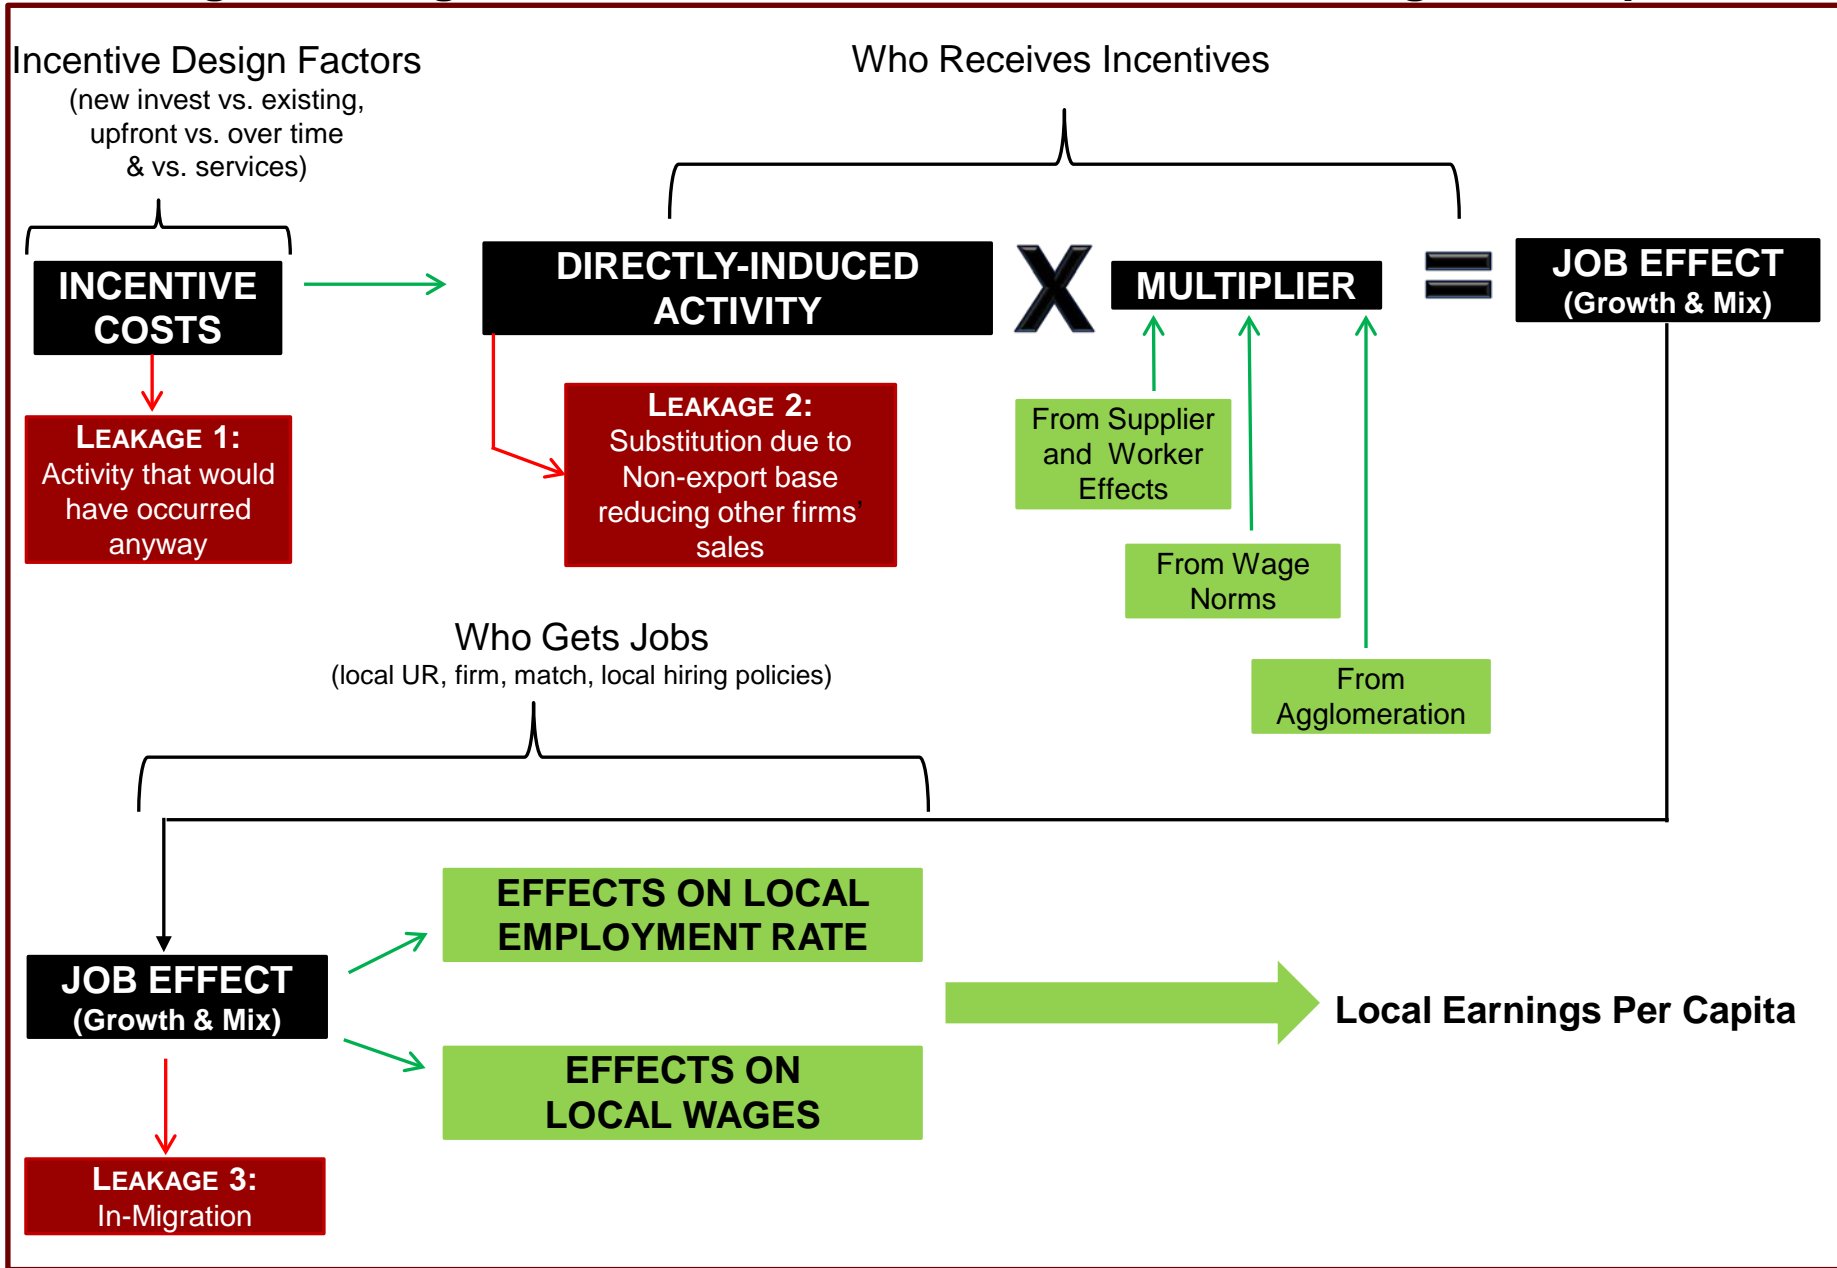 Incentive Design Factors
(new invest vs. existing,
upfront vs. over time
& vs. services)
Who Receives Incentives
INCENTIVE
COSTS
DIRECTLY-INDUCED
ACTIVITY
X
MULTIPLIER
=
JOB EFFECT
(Growth & Mix)
LEAKAGE 1:
Activity that would
have occurred
anyway
LEAKAGE 2:
Substitution due to
Non-export base
reducing other firms’
sales
From Supplier
and Worker
Effects
From Wage
Norms
From
Agglomeration
Who Gets Jobs
(local UR, firm, match, local hiring policies)
JOB EFFECT
(Growth & Mix)
EFFECTS ON LOCAL
EMPLOYMENT RATE
EFFECTS ON
LOCAL WAGES
Local Earnings Per Capita
LEAKAGE 3:
In-Migration